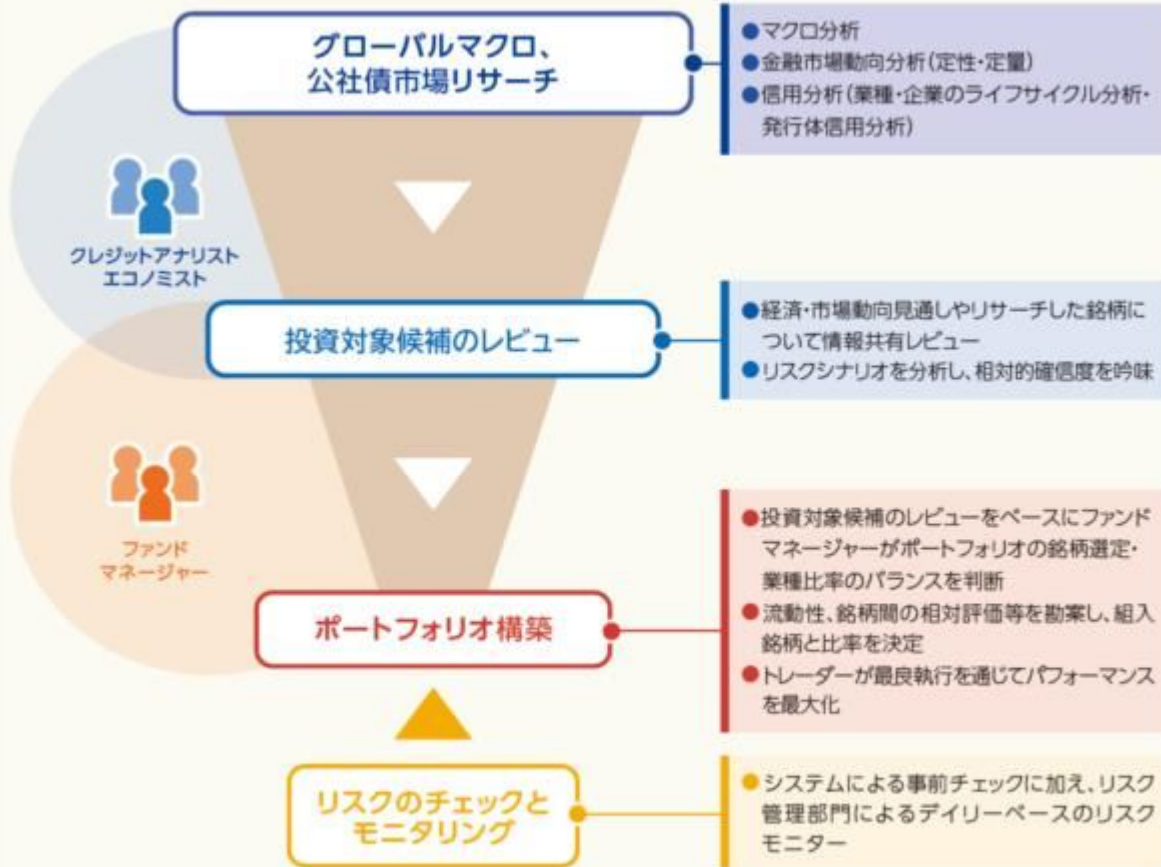 グローバルマクロ、
公社債市場リサーチ
●マクロ分析
●金融市場動向分析(定性・定量)
●信用分析(業種・企業のライフサイクル分析・
発行体信用分析)
クレジットアナリスト
エコノミスト
投資対象候補のレビュー
●経済・市場動向見通しやリサーチした銘柄に
ついて情報共有レビュー
●リスクシナリオを分析し、相対的確信度を吟味
ファンド
マネージャー
ポートフォリオ構築
●投資対象候補のレビューをベースにファンド
マネージャーがポートフォリオの銘柄選定・
業種比率のバランスを判断
●流動性、銘柄間の相対評価等を勘案し、組入
銘柄と比率を決定
●トレーダーが最良執行を通じてパフォーマンス
を最大化
リスクのチェックと
モニタリング
●システムによる事前チェックに加え、リスク
管理部門によるデイリーベースのリスク
モニター